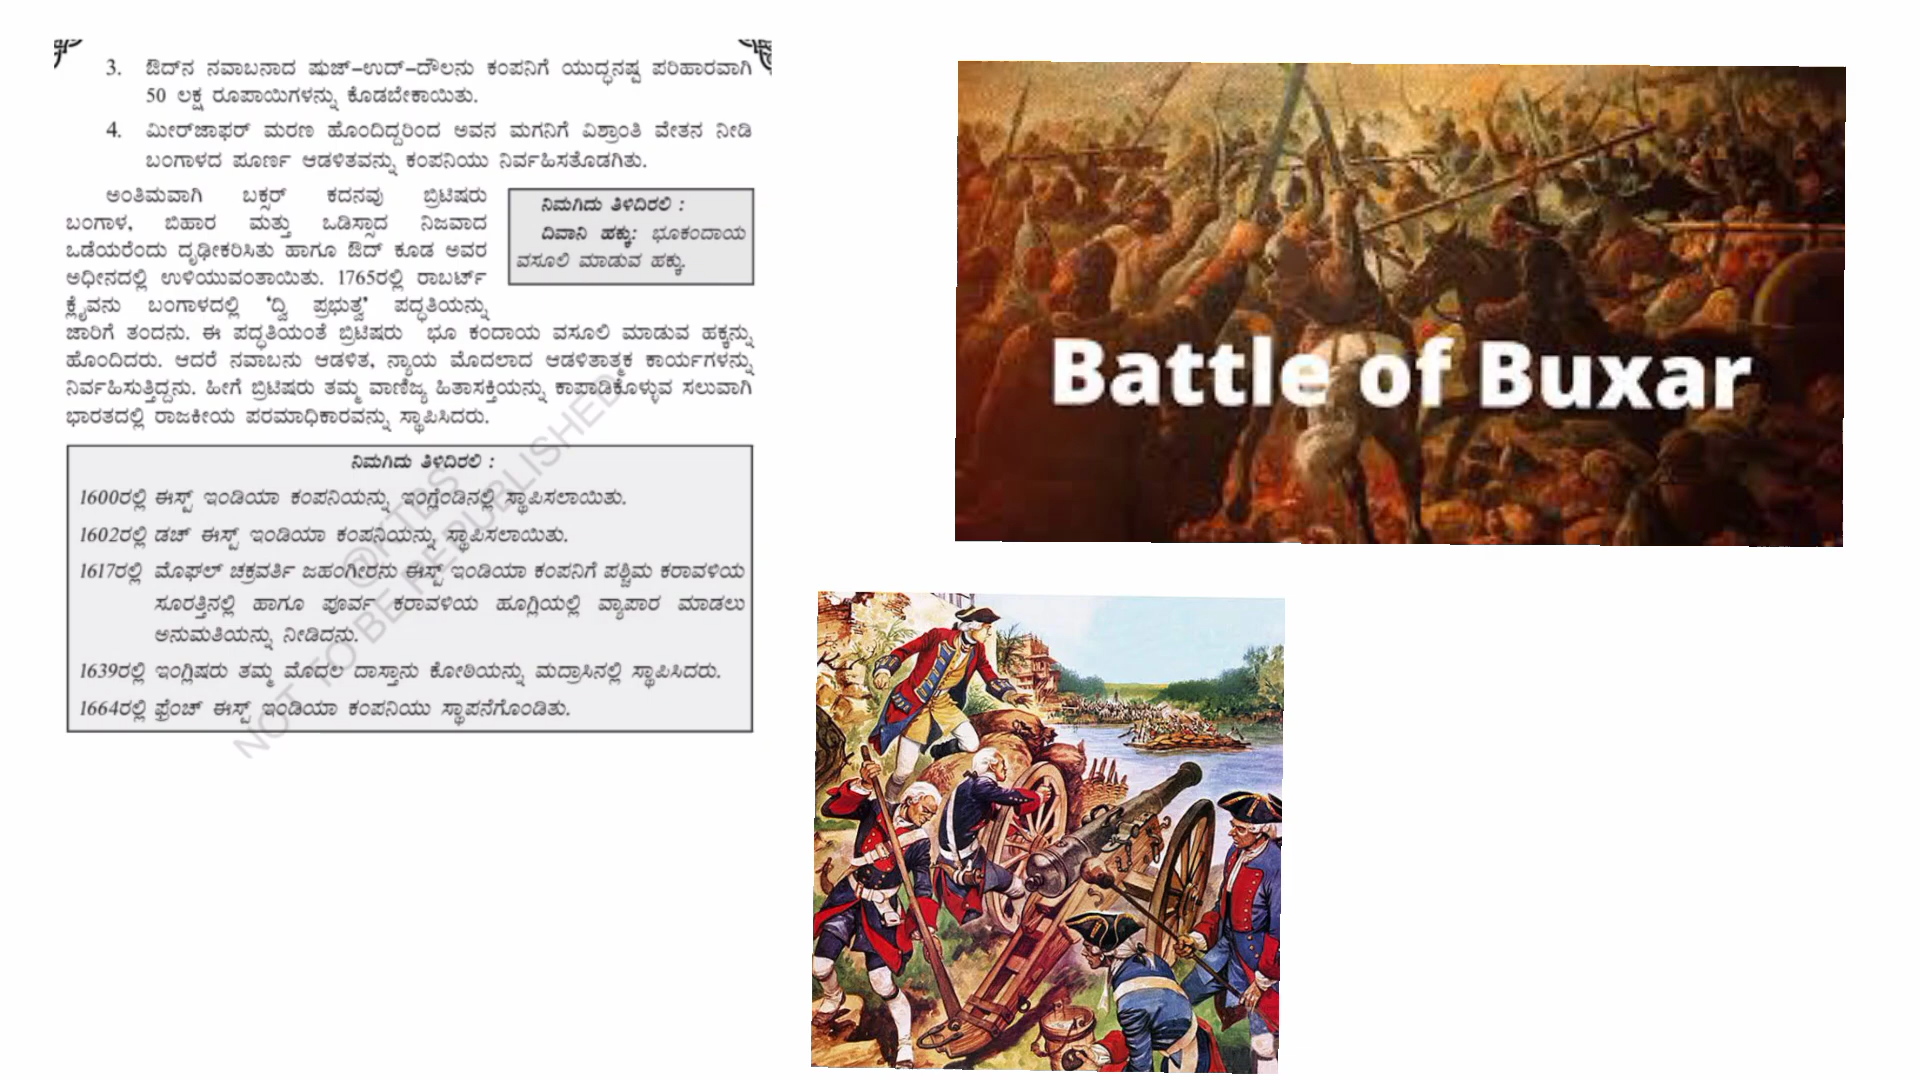 3. ಔದ್‌ನ ನವಾಬನಾದ ಷುಜ್-ಉದ್-ದೌಲನು ಕಂಪನಿಗೆ ಯುದ್ಧನಷ್ಟ ಪರಿಹಾರವಾಗಿ
50 ಲಕ್ಷ ರೂಪಾಯಿಗಳನ್ನು ಕೊಡಬೇಕಾಯಿತು.
4. ಮೀರ್‌ಜಾಫರ್ ಮರಣ ಹೊಂದಿದ್ದರಿಂದ ಅವನ ಮಗನಿಗೆ ವಿಶ್ರಾಂತಿ ವೇತನ ನೀಡಿ
ಬಂಗಾಳದ ಪೂರ್ಣ ಆಡಳಿತವನ್ನು ಕಂಪನಿಯು ನಿರ್ವಹಿಸತೊಡಗಿತು.
ಅಂತಿಮವಾಗಿ ಬಕ್ಸರ್ ಕದನವು ಬ್ರಿಟಿಷರು
ಬಂಗಾಳ, ಬಿಹಾರ ಮತ್ತು ಒಡಿಸ್ಸಾದ ನಿಜವಾದ
ಒಡೆಯರೆಂದು ದೃಢೀಕರಿಸಿತು ಹಾಗೂ ಔದ್ ಕೂಡ ಅವರ
ಅಧೀನದಲ್ಲಿ ಉಳಿಯುವಂತಾಯಿತು. 1765ರಲ್ಲಿ ರಾಬರ್ಟ್
ಕ್ಲೈವನು ಬಂಗಾಳದಲ್ಲಿ 'ದ್ವಿ ಪ್ರಭುತ್ವ' ಪದ್ಧತಿಯನ್ನು
ಜಾರಿಗೆ ತಂದನು. ಈ ಪದ್ಧತಿಯಂತೆ ಬ್ರಿಟಿಷರು ಭೂ ಕಂದಾಯ ವಸೂಲಿ ಮಾಡುವ ಹಕ್ಕನ್ನು
ಹೊಂದಿದರು. ಆದರೆ ನವಾಬನು ಆಡಳಿತ, ನ್ಯಾಯ ಮೊದಲಾದ ಆಡಳಿತಾತ್ಮಕ ಕಾರ್ಯಗಳನ್ನು
ನಿರ್ವಹಿಸುತ್ತಿದ್ದನು. ಹೀಗೆ ಬ್ರಿಟಿಷರು ತಮ್ಮ ವಾಣಿಜ್ಯ ಹಿತಾಸಕ್ತಿಯನ್ನು ಕಾಪಾಡಿಕೊಳ್ಳುವ ಸಲುವಾಗಿ
ಭಾರತದಲ್ಲಿ ರಾಜಕೀಯ ಪರಮಾಧಿಕಾರವನ್ನು ಸ್ಥಾಪಿಸಿದರು.
ನಿಮಗಿದು ತಿಳಿದಿರಲಿ :
ದಿವಾನಿ ಹಕ್ಕು: ಭೂಕಂದಾಯ
ವಸೂಲಿ ಮಾಡುವ ಹಕ್ಕು.
ನಿಮಗಿದು ತಿಳಿದಿರಲಿ :
1600ರಲ್ಲಿ ಈಸ್ಟ್ ಇಂಡಿಯಾ ಕಂಪನಿಯನ್ನು ಇಂಗ್ಲೆಂಡಿನಲ್ಲಿ ಸ್ಥಾಪಿಸಲಾಯಿತು.
1602ರಲ್ಲಿ ಡಚ್ ಈಸ್ಟ್ ಇಂಡಿಯಾ ಕಂಪನಿಯನ್ನು ಸ್ಥಾಪಿಸಲಾಯಿತು.
1617ರಲ್ಲಿ ಮೊಘಲ್ ಚಕ್ರವರ್ತಿ ಜಹಂಗೀರನು ಈಸ್ಟ್ ಇಂಡಿಯಾ ಕಂಪನಿಗೆ ಪಶ್ಚಿಮ ಕರಾವಳಿಯ
ಸೂರತ್ತಿನಲ್ಲಿ ಹಾಗೂ ಪೂರ್ವ ಕರಾವಳಿಯ ಹೂಗ್ಲಿಯಲ್ಲಿ ವ್ಯಾಪಾರ ಮಾಡಲು
ಅನುಮತಿಯನ್ನು ನೀಡಿದನು.
1639ರಲ್ಲಿ ಇಂಗ್ಲಿಷರು ತಮ್ಮ ಮೊದಲ ದಾಸ್ತಾನು ಕೋಠಿಯನ್ನು ಮದ್ರಾಸಿನಲ್ಲಿ ಸ್ಥಾಪಿಸಿದರು.
1664ರಲ್ಲಿ ಫ್ರೆಂಚ್ ಈಸ್ಟ್ ಇಂಡಿಯಾ ಕಂಪನಿಯು ಸ್ಥಾಪನೆಗೊಂಡಿತು.
@KTBS
NOT TO BE REPUBLISHED
Battle of Buxar